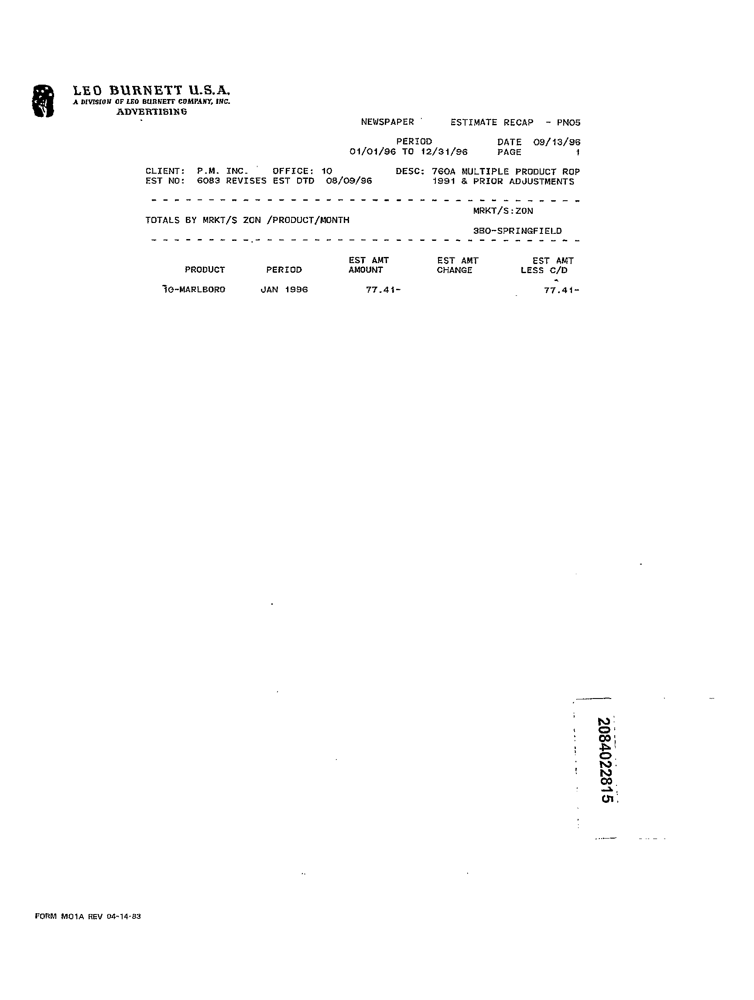 LEO BURNETT U.S.A.
A DIVISION OF LEO BURNETT COMPANY, INC.
ADVERTISING
NEWSPAPER ESTIMATE RECAP - PNO5
PERIOD DATE 09/13/96
01/01/96 TO 12/31/96 PAGE 1
CLIENT: P.M. INC. OFFICE: 10 DESC: 760A MULTIPLE PRODUCT ROP
EST NO: 6083 REVISES EST DTD 08/09/96 1991 & PRIOR ADJUSTMENTS
MRKT/S:ZON
TOTALS BY MRKT/S ZON /PRODUCT/MONTH
380-SPRINGFIELD
EST AMT EST AMT EST AMT
PRODUCT PERIOD AMOUNT CHANGE LESS C/D
10-MARLBORO JAN 1996 77.41- 77.41-
2084022815
FORM MO1A REV 04-14-83